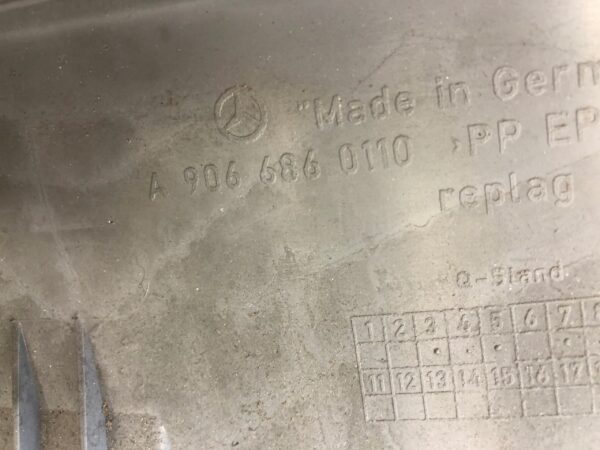 "Made in Germ
A 906 686 0110 >PP EP
replag
Q-Stand
1 2 3 4 5 6 7 8
11 12 13 14 15 16 17